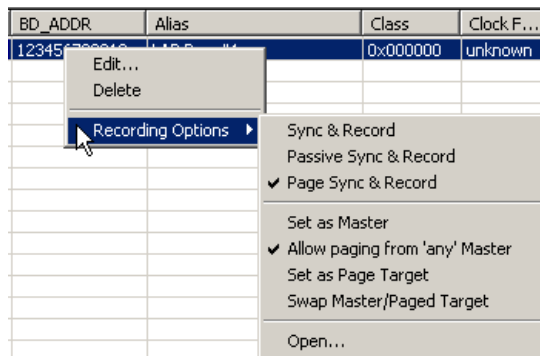 BD_ADDR Alias Class Clock F...
0x000000 unknown
Edit...
Delete
Recording Options
Sync & Record
Passive Sync & Record
Page Sync & Record
Set as Master
Allow paging from 'any' Master
Set as Page Target
Swap Master/Paged Target
Open...